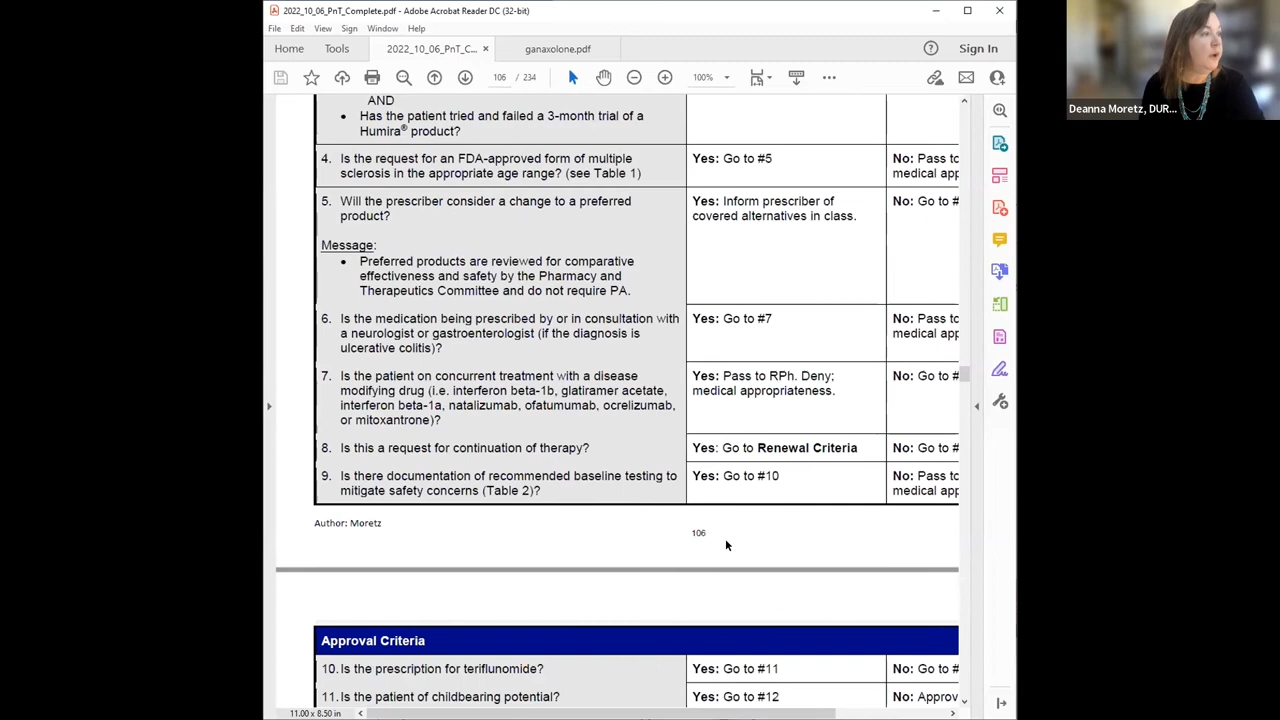 2022_10_06_PnT_Complete.pdf - Adobe Acrobat Reader DC (32-bit)
File Edit View Sign Window Help
Home Tools 2022_10_06_PnT_C... × ganaxolone.pdf Sign In
106 / 234 100%
Deanna Moretz, DUR...
AND
• Has the patient tried and failed a 3-month trial of a
Humira® product?
4. Is the request for an FDA-approved form of multiple
sclerosis in the appropriate age range? (see Table 1)
Yes: Go to #5
No: Pass to
medical app
5. Will the prescriber consider a change to a preferred
product?
Message:
• Preferred products are reviewed for comparative
effectiveness and safety by the Pharmacy and
Therapeutics Committee and do not require PA.
Yes: Inform prescriber of
covered alternatives in class.
No: Go to #
6. Is the medication being prescribed by or in consultation with
a neurologist or gastroenterologist (if the diagnosis is
ulcerative colitis)?
Yes: Go to #7
No: Pass to
medical app
7. Is the patient on concurrent treatment with a disease
modifying drug (i.e. interferon beta-1b, glatiramer acetate,
interferon beta-1a, natalizumab, ofatumumab, ocrelizumab,
or mitoxantrone)?
Yes: Pass to RPh. Deny;
medical appropriateness.
No: Go to #
8. Is this a request for continuation of therapy?
Yes: Go to Renewal Criteria
No: Go to #
9. Is there documentation of recommended baseline testing to
mitigate safety concerns (Table 2)?
Yes: Go to #10
No: Pass to
medical app
Author: Moretz
106
Approval Criteria
10. Is the prescription for teriflunomide?
Yes: Go to #11
No: Go to #
11. Is the patient of childbearing potential?
Yes: Go to #12
No: Approv
11.00 x 8.50 in